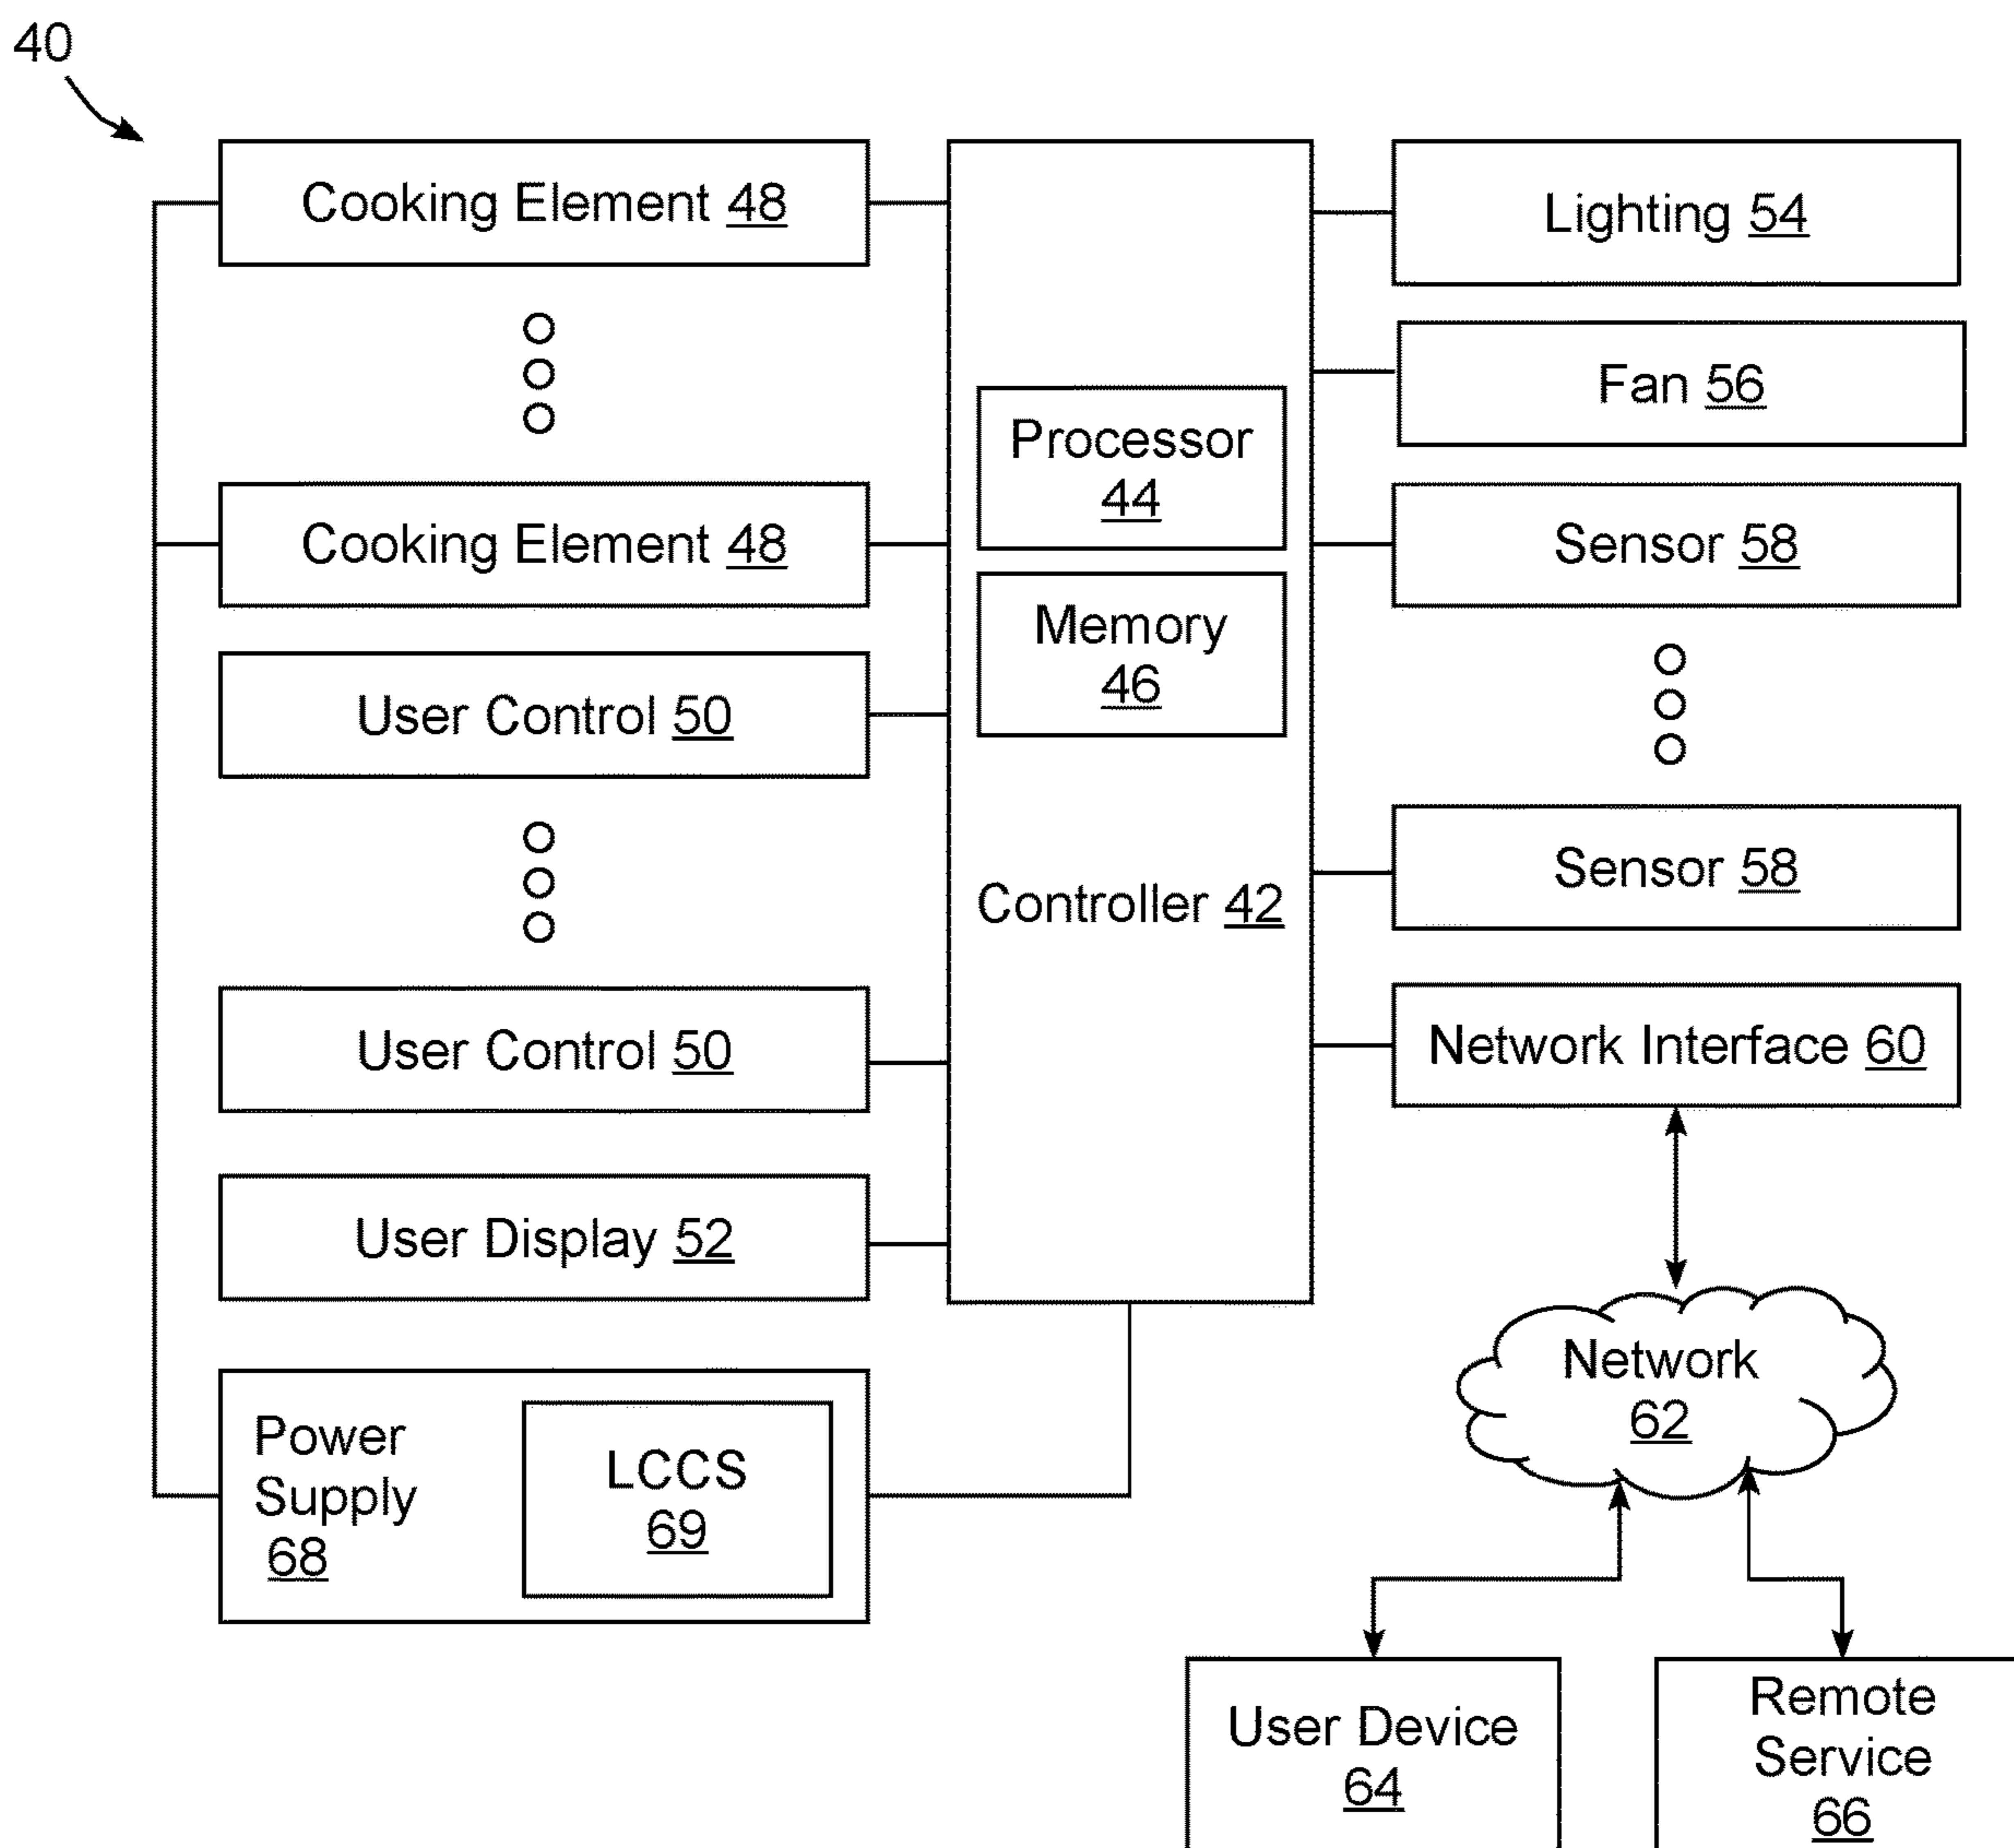 40
Cooking Element 48
Cooking Element 48
User Control 50
User Control 50
User Display 52
Power
Supply
68
LCCS
69
Processor
44
Memory
46
Controller 42
Lighting 54
Fan 56
Sensor 58
Sensor 58
Network Interface 60
Network
62
User Device
64
Remote
Service
66